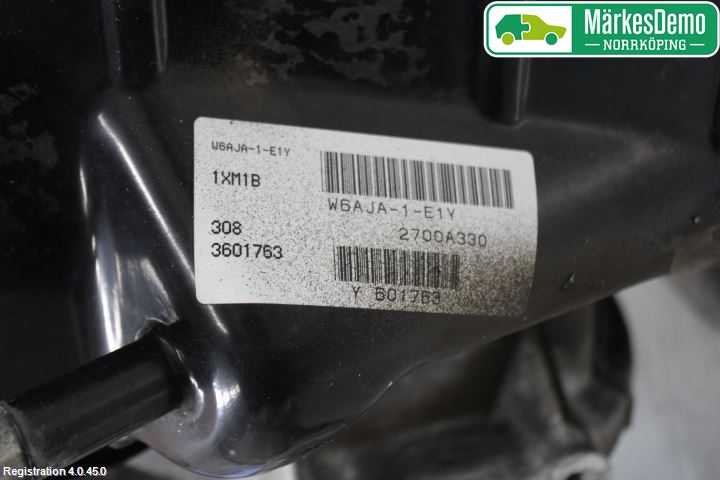 MärkesDemo
NORRKÖPING
W6AJA-1-E1Y
1XM1B
W6AJA-1-E1Y
308
2700A330
3601763
Y 601763
Registration 4.0.45.0